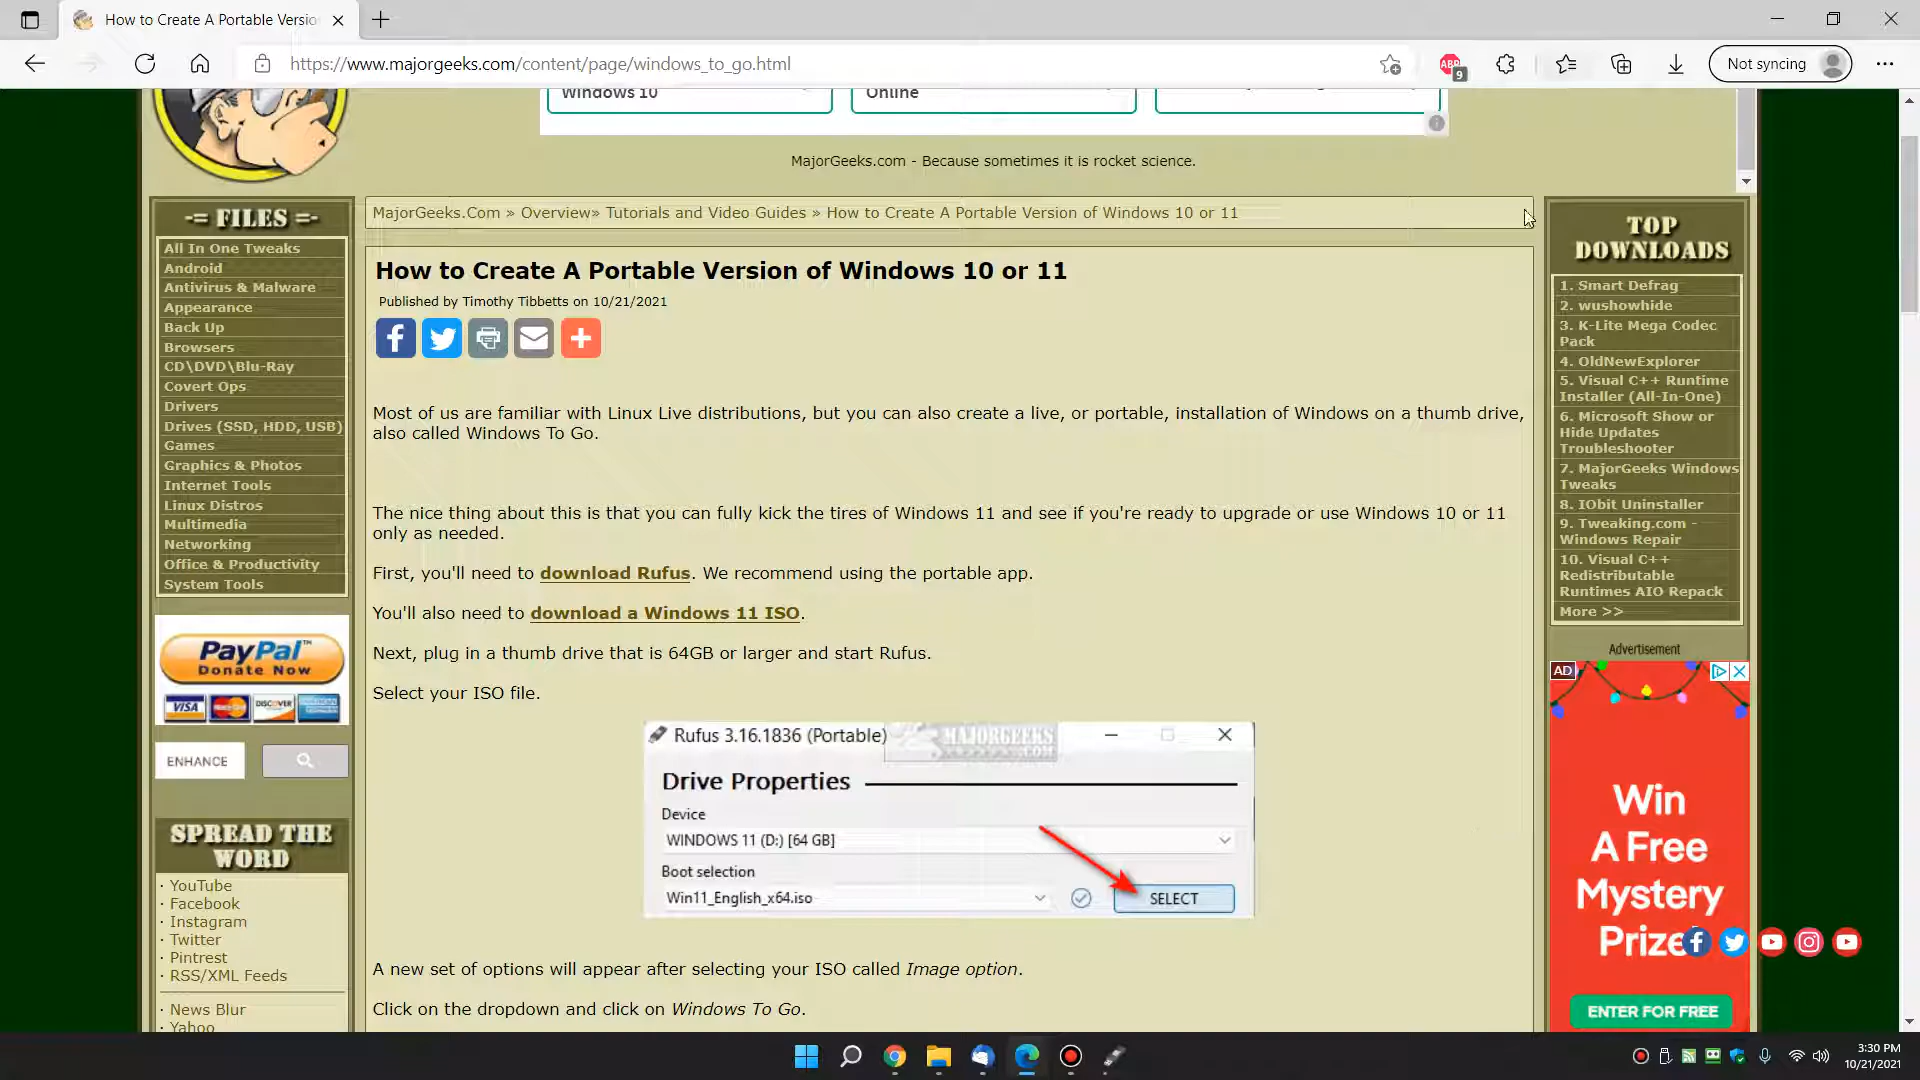 How to Create A Portable Versio
https://www.majorgeeks.com/content/page/windows_to_go.html
ABP
9
Not syncing
Windows 10
Online
MajorGeeks.com - Because sometimes it is rocket science.
-= FILES =-
All In One Tweaks
Android
Antivirus & Malware
Appearance
Back Up
Browsers
CD\DVD\Blu-Ray
Covert Ops
Drivers
Drives (SSD, HDD, USB)
Games
Graphics & Photos
Internet Tools
Linux Distros
Multimedia
Networking
Office & Productivity
System Tools
PayPal™
Donate Now
VISA
MasterCard
DISCOVER
ENHANCE
SPREAD THE
WORD
· YouTube
· Facebook
· Instagram
· Twitter
· Pintrest
· RSS/XML Feeds
· News Blur
· Yahoo
MajorGeeks.Com » Overview» Tutorials and Video Guides » How to Create A Portable Version of Windows 10 or 11
How to Create A Portable Version of Windows 10 or 11
Published by Timothy Tibbetts on 10/21/2021
Most of us are familiar with Linux Live distributions, but you can also create a live, or portable, installation of Windows on a thumb drive,
also called Windows To Go.
The nice thing about this is that you can fully kick the tires of Windows 11 and see if you're ready to upgrade or use Windows 10 or 11
only as needed.
First, you'll need to download Rufus. We recommend using the portable app.
You'll also need to download a Windows 11 ISO.
Next, plug in a thumb drive that is 64GB or larger and start Rufus.
Select your ISO file.
Rufus 3.16.1836 (Portable)
MAJORGEEKS
.COM
Drive Properties
Device
WINDOWS 11 (D:) [64 GB]
Boot selection
Win11_English_x64.iso
SELECT
A new set of options will appear after selecting your ISO called Image option.
Click on the dropdown and click on Windows To Go.
TOP
DOWNLOADS
1. Smart Defrag
2. wushowhide
3. K-Lite Mega Codec
Pack
4. OldNewExplorer
5. Visual C++ Runtime
Installer (All-In-One)
6. Microsoft Show or
Hide Updates
Troubleshooter
7. MajorGeeks Windows
Tweaks
8. IObit Uninstaller
9. Tweaking.com -
Windows Repair
10. Visual C++
Redistributable
Runtimes AIO Repack
More >>
Advertisement
AD
Win
A Free
Mystery
Prize
ENTER FOR FREE
3:30 PM
10/21/2021